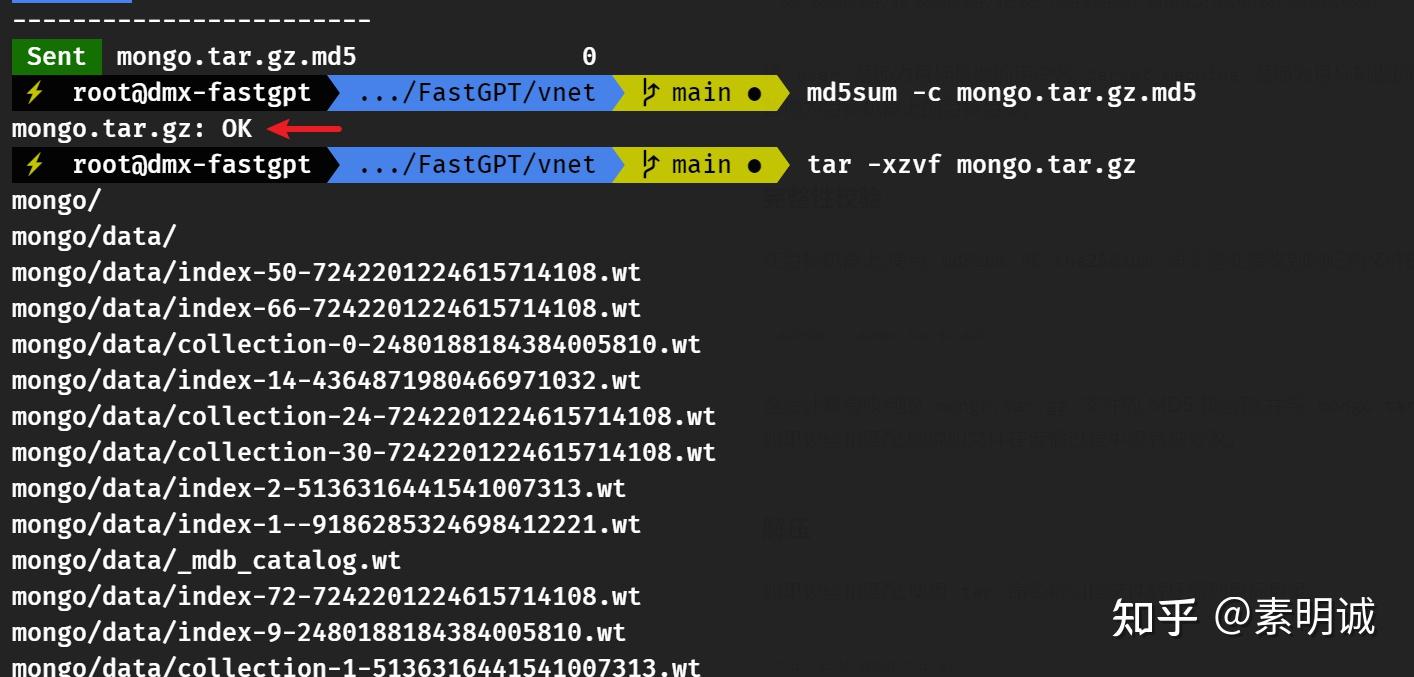 ------------------------
Sent mongo.tar.gz.md5 0
⚡ root@dmx-fastgpt .../FastGPT/vnet main ● md5sum -c mongo.tar.gz.md5
mongo.tar.gz: OK
⚡ root@dmx-fastgpt .../FastGPT/vnet main ● tar -xzvf mongo.tar.gz
完整性校验
mongo/
mongo/data/
mongo/data/index-50-7242201224615714108.wt
mongo/data/index-66-7242201224615714108.wt
mongo/data/collection-0-2480188184384005810.wt
mongo/data/index-14-4364871980466971032.wt
mongo/data/collection-24-7242201224615714108.wt
mongo/data/collection-30-7242201224615714108.wt
mongo/data/index-2-5136316441541007313.wt
mongo/data/index-1--9186285324698412221.wt
解压
mongo/data/_mdb_catalog.wt
mongo/data/index-72-7242201224615714108.wt
mongo/data/index-9-2480188184384005810.wt
mongo/data/collection-1-5136316441541007313.wt
知乎 @素明诚